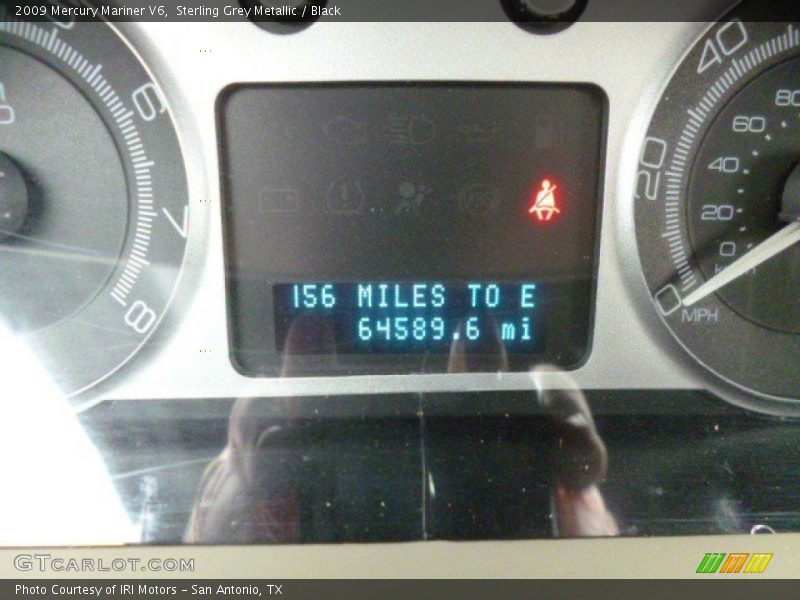 2009 Mercury Mariner V6,  Sterling Grey Metallic / Black
6
7
8
40
20
0
MPH
80
60
40
20
0
156 MILES TO E
64589.6 mi
GTCARLOT.COM
Photo Courtesy of IRI Motors - San Antonio, TX